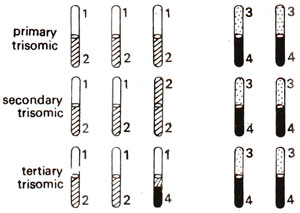 1 1 1 3 3
primary
trisomic
2 2 2 4 4
1 1 2 3 3
secondary
trisomic
2 2 2 4 4
1 1 1 3 3
tertiary
trisomic
2 2 4 4 4